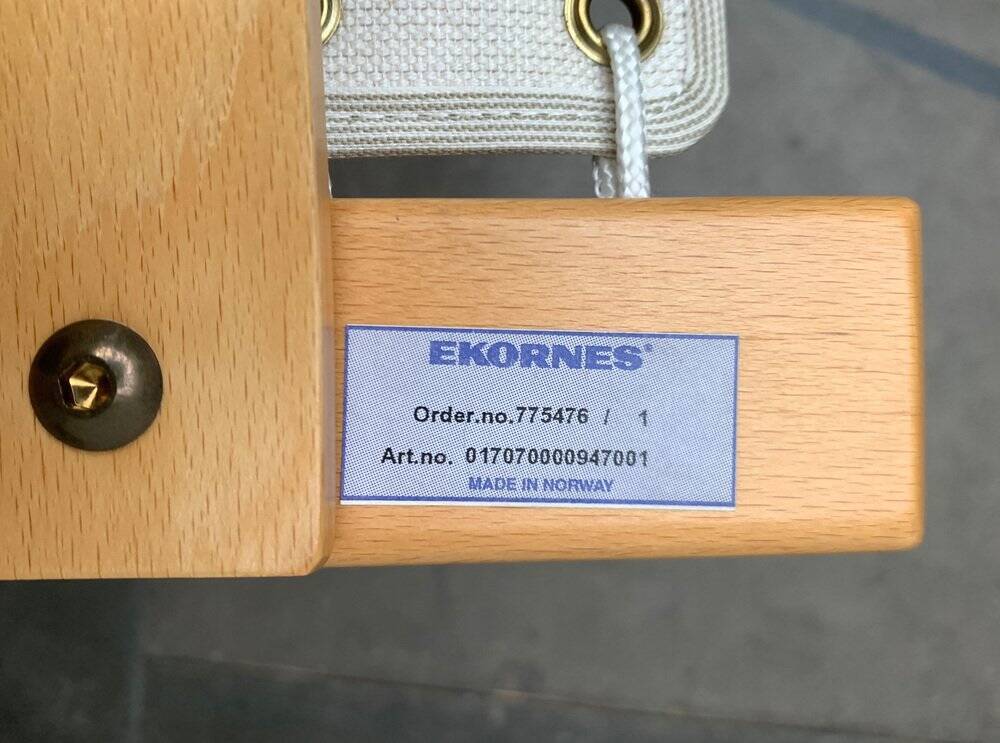 EKORNES®
Order.no.775476 / 1
Art.no. 017070000947001
MADE IN NORWAY